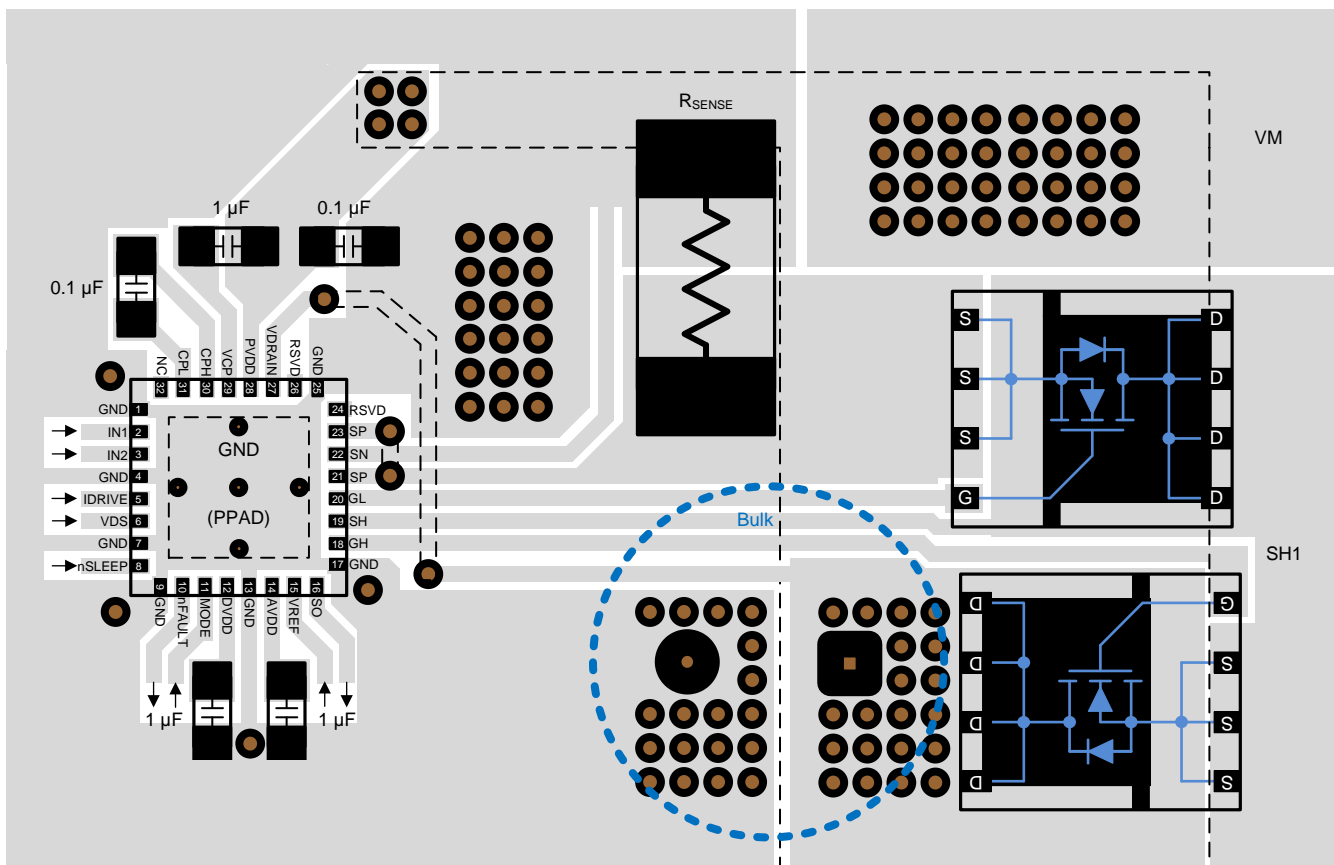 RSENSE
VM
1 µF
0.1 µF
0.1 µF
NC
CPL
CPH
VCP
PVDD
VDRAIN
RSVD
GND
32
31
30
29
28
27
26
25
GND 1
IN1 2
IN2 3
GND 4
IDRIVE 5
VDS 6
GND 7
nSLEEP 8
GND
(PPAD)
24 RSVD
23 SP
22 SN
21 SP
20 GL
19 SH
18 GH
17 GND
9
10
11
12
13
14
15
16
GND
nFAULT
MODE
DVDD
GND
AVDD
VREF
SO
1 µF
1 µF
Bulk
S
S
S
G
D
D
D
D
SH1
D
D
D
D
G
S
S
S